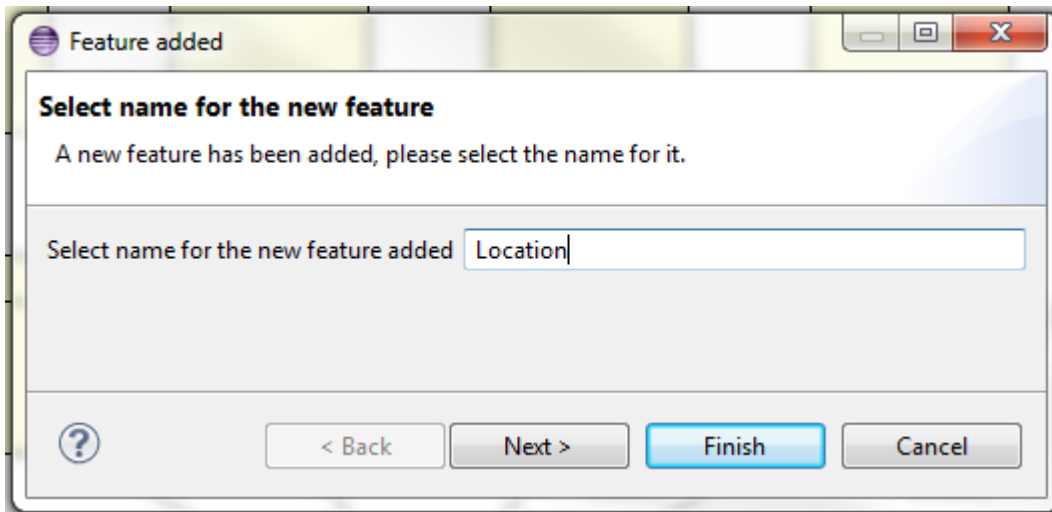 Feature added
Select name for the new feature
A new feature has been added, please select the name for it.
Select name for the new feature added Location
? < Back Next > Finish Cancel